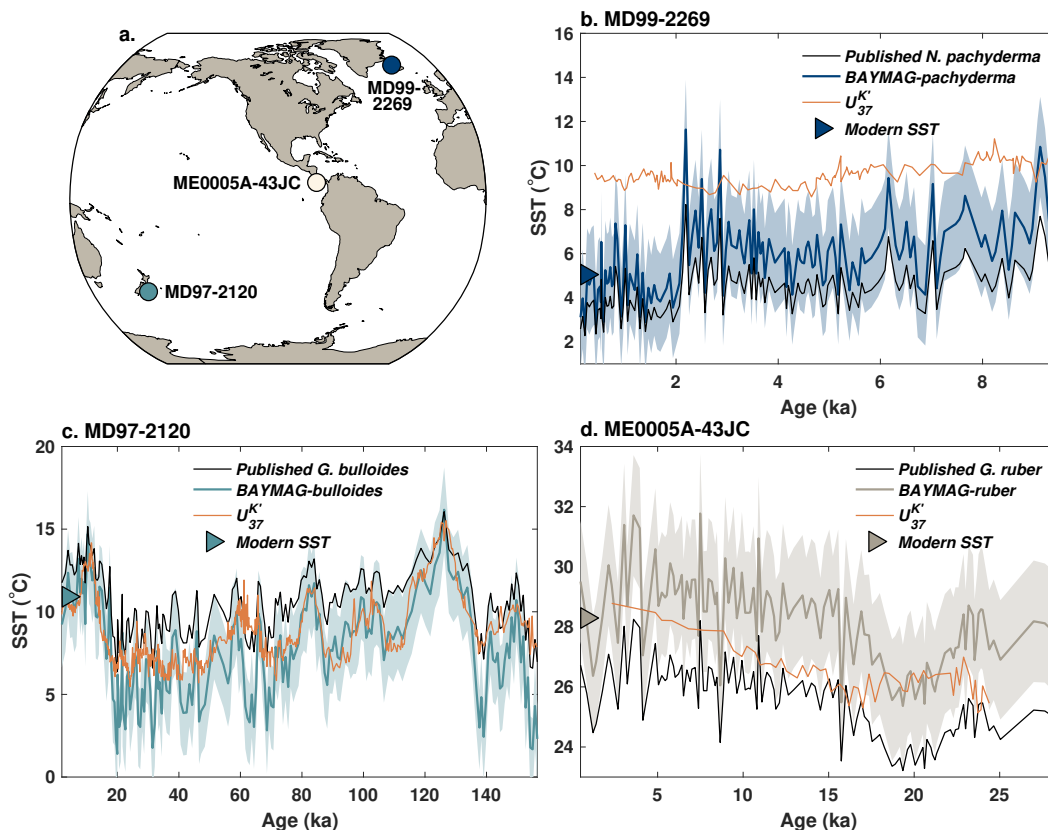 a.
MD99-
2269
ME0005A-43JC
MD97-2120
b. MD99-2269
16
14
12
10
8
6
4
2
SST (°C)
Published N. pachyderma
BAYMAG-pachyderma
U37K'
Modern SST
2 4 6 8
Age (ka)
c. MD97-2120
20
15
10
5
0
SST (°C)
Published G. bulloides
BAYMAG-bulloides
U37K'
Modern SST
20 40 60 80 100 120 140
Age (ka)
d. ME0005A-43JC
34
32
30
28
26
24
Published G. ruber
BAYMAG-ruber
U37K'
Modern SST
5 10 15 20 25
Age (ka)